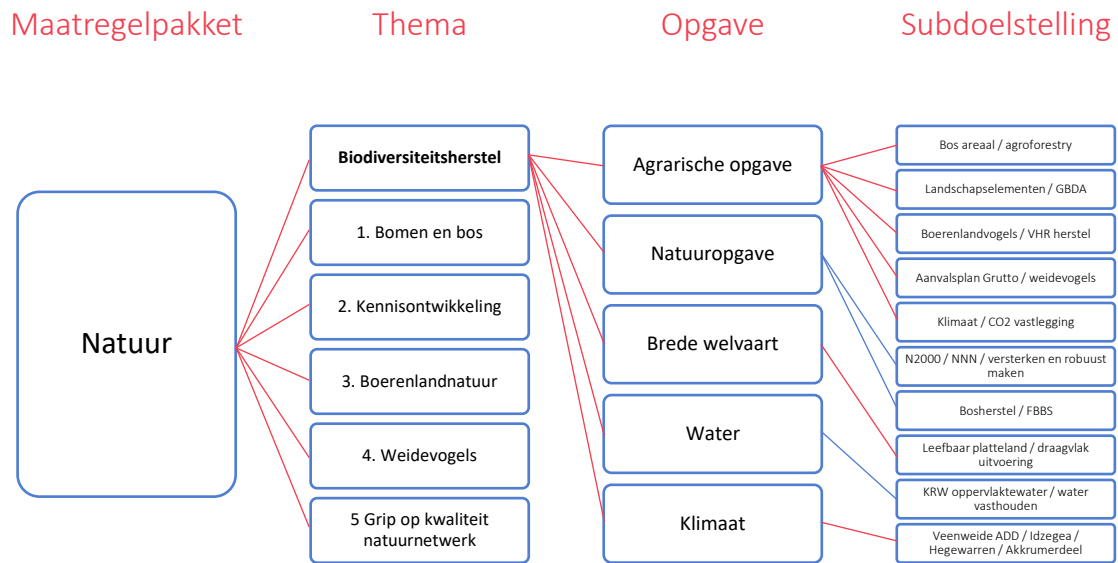 Maatregelpakket
Thema
Opgave
Subdoelstelling
Natuur
Biodiversiteitsherstel
1. Bomen en bos
2. Kennisontwikkeling
3. Boerenlandnatuur
4. Weidevogels
5 Grip op kwaliteit
natuurnetwerk
Agrarische opgave
Natuuropgave
Brede welvaart
Water
Klimaat
Bos areaal / agroforestry
Landschapselementen / GBDA
Boerenlandvogels / VHR herstel
Aanvalsplan Grutto / weidevogels
Klimaat / CO2 vastlegging
N2000 / NNN / versterken en robuust
maken
Bosherstel / FBBS
Leefbaar platteland / draagvlak
uitvoering
KRW oppervlaktewater / water
vasthouden
Veenweide ADD / Idzegea /
Hegewarren / Akkrumerdeel